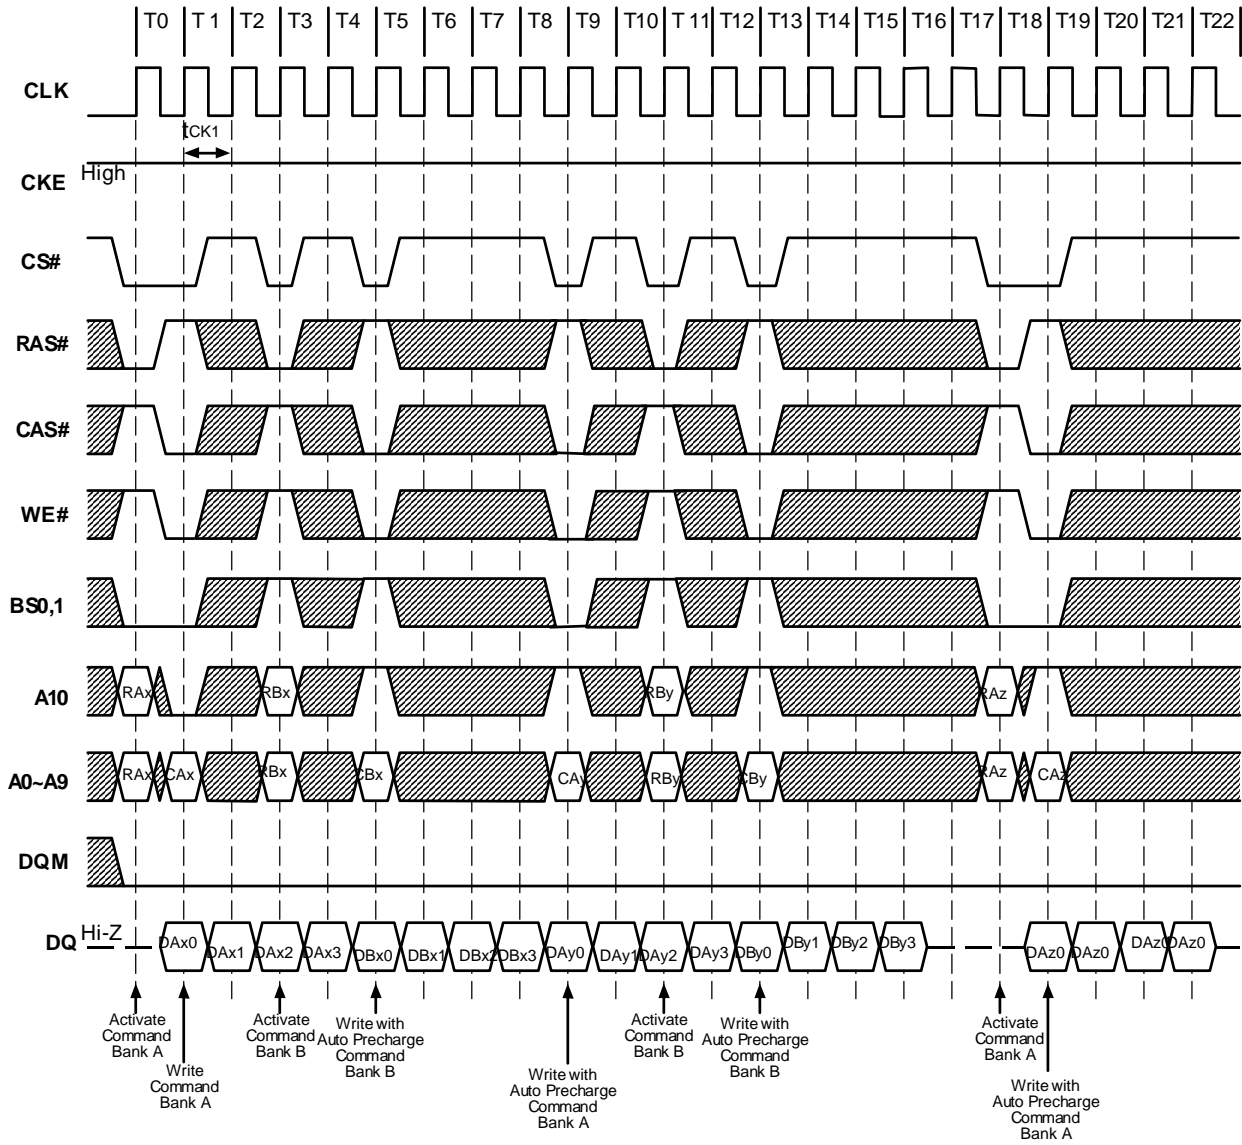 T0 T 1 T2 T3 T4 T5 T6 T7 T8 T9 T10 T 11 T12 T13 T14 T15 T16 T17 T18 T19 T20 T21 T22
CLK
tCK1
High
CKE
CS#
RAS#
CAS#
WE#
BS0,1
A10 RAx RBx RBy RAz
A0~A9 RAx CAx RBx CBx CAy RBy CBy RAz CAz
DQM
DQ Hi-Z DAx0 DAx1 DAx2 DAx3 DBx0 DBx1 DBx2 DBx3 DAy0 DAy1 DAy2 DAy3 DBy0 DBy1 DBy2 DBy3 DAz0 DAz0 DAz0 DAz0
Activate
Command
Bank A
Write
Command
Bank A
Activate
Command
Bank B
Write with
Auto Precharge
Command
Bank B
Write with
Auto Precharge
Command
Bank A
Activate
Command
Bank B
Write with
Auto Precharge
Command
Bank B
Activate
Command
Bank A
Write with
Auto Precharge
Command
Bank A